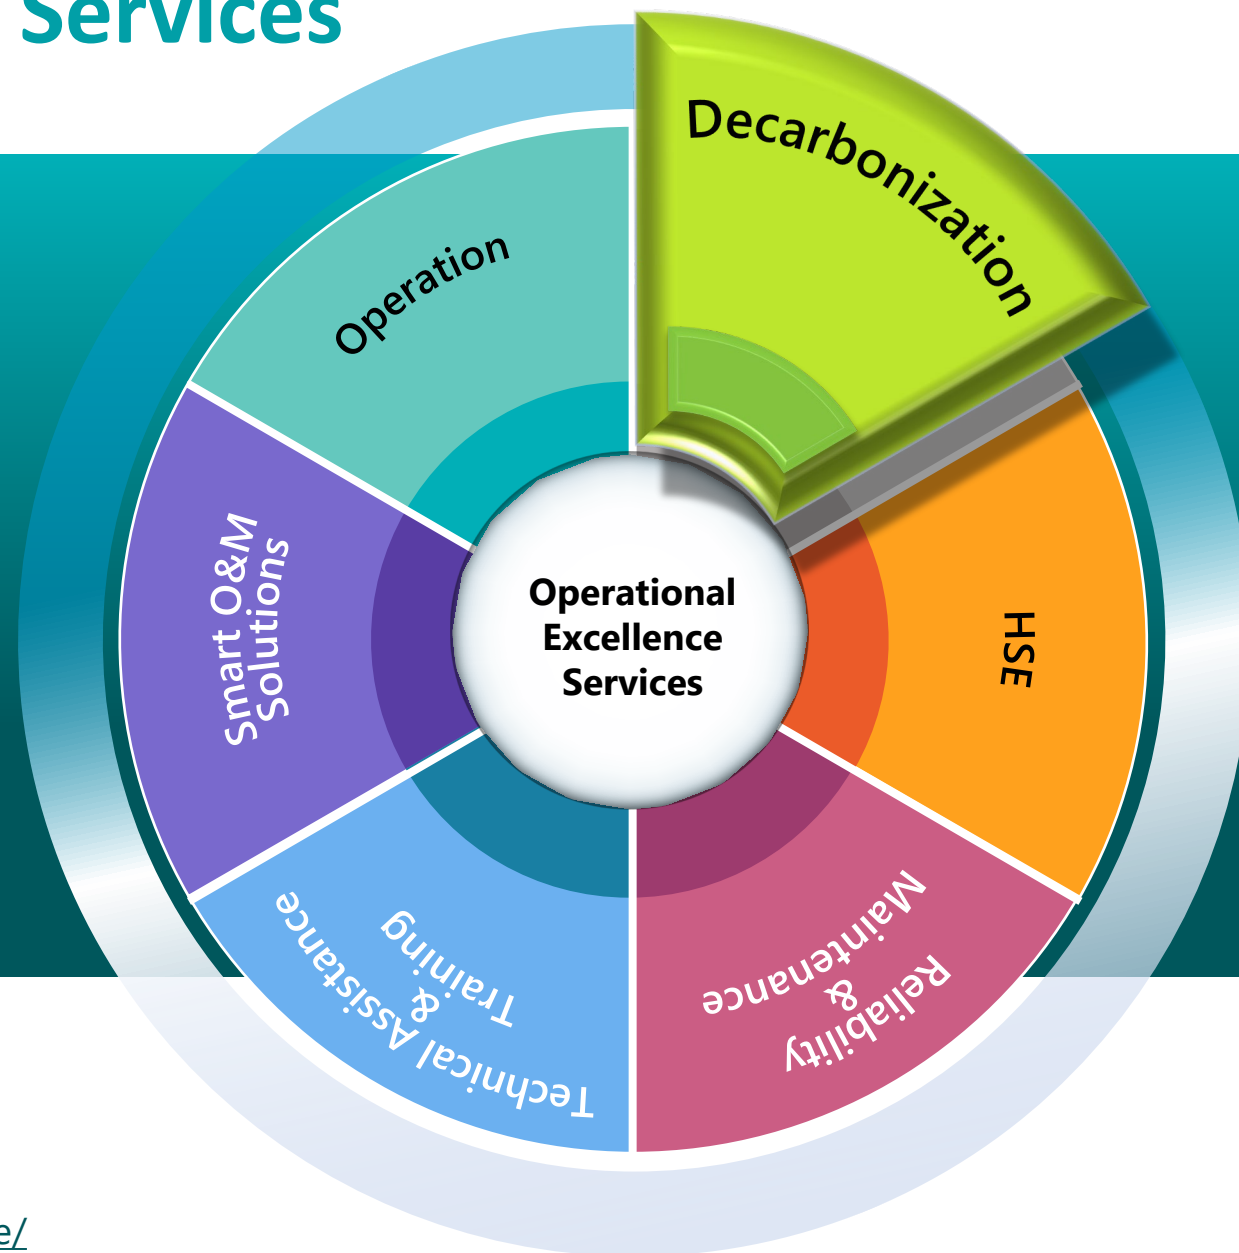 Services
Decarbonization
Operation
HSE
Smart O&M
Solutions
Operational
Excellence
Services
Reliability
&
Maintenance
Technical Assistance
&
Training
e/